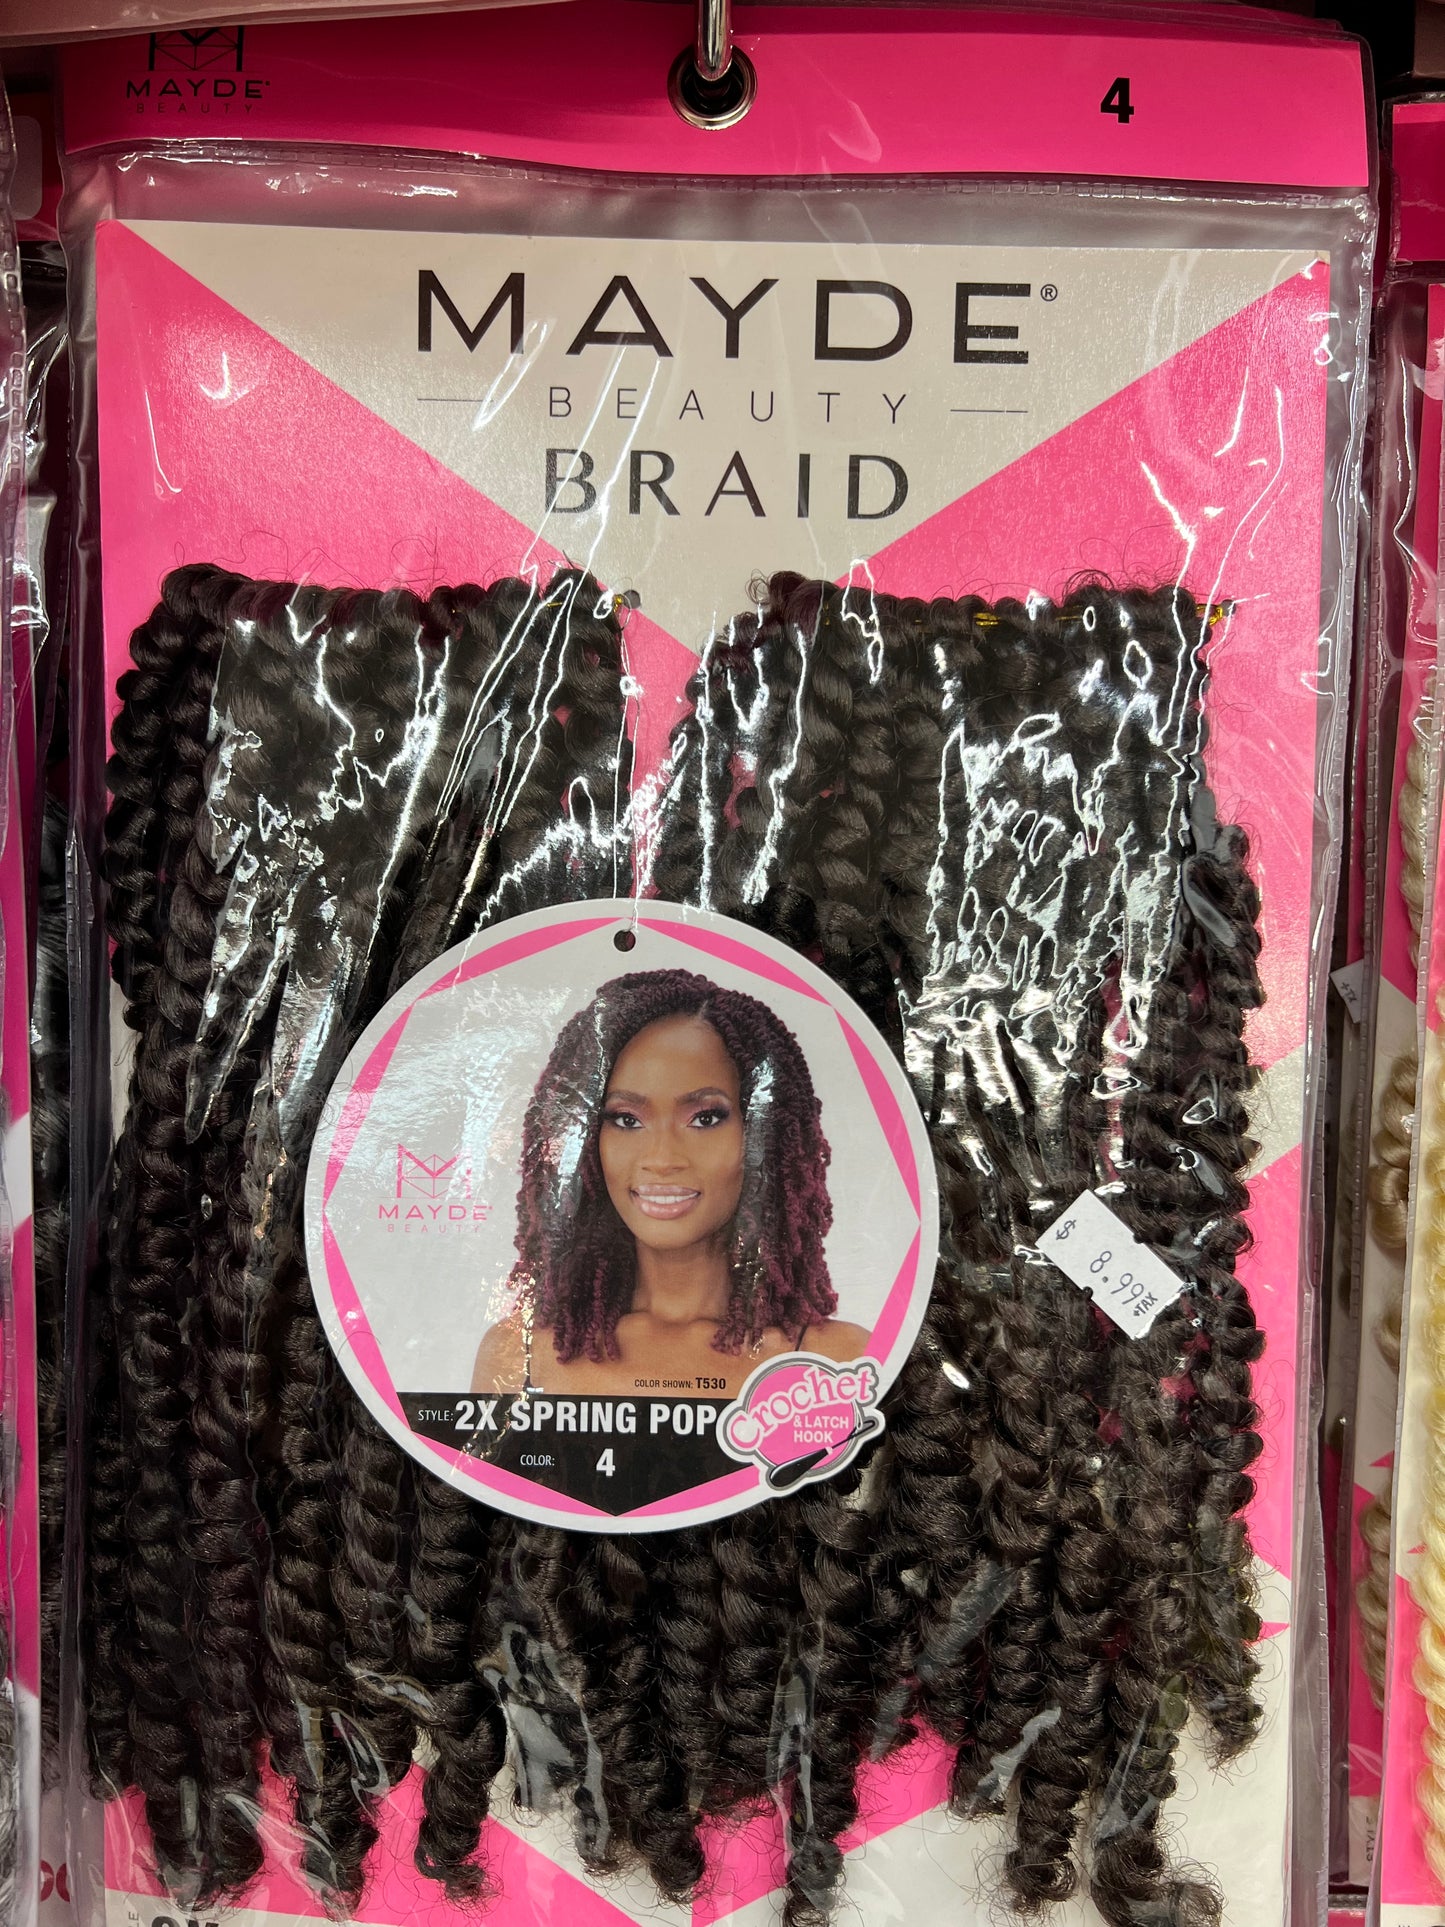 MAYDE
BEAUTY
4
MAYDE®
BEAUTY
BRAID
MAYDE
BEAUTY
COLOR SHOWN: T530
STYLE: 2X SPRING POP
COLOR: 4
Crochet
& LATCH
HOOK
$ 8.99
+TAX
+TX